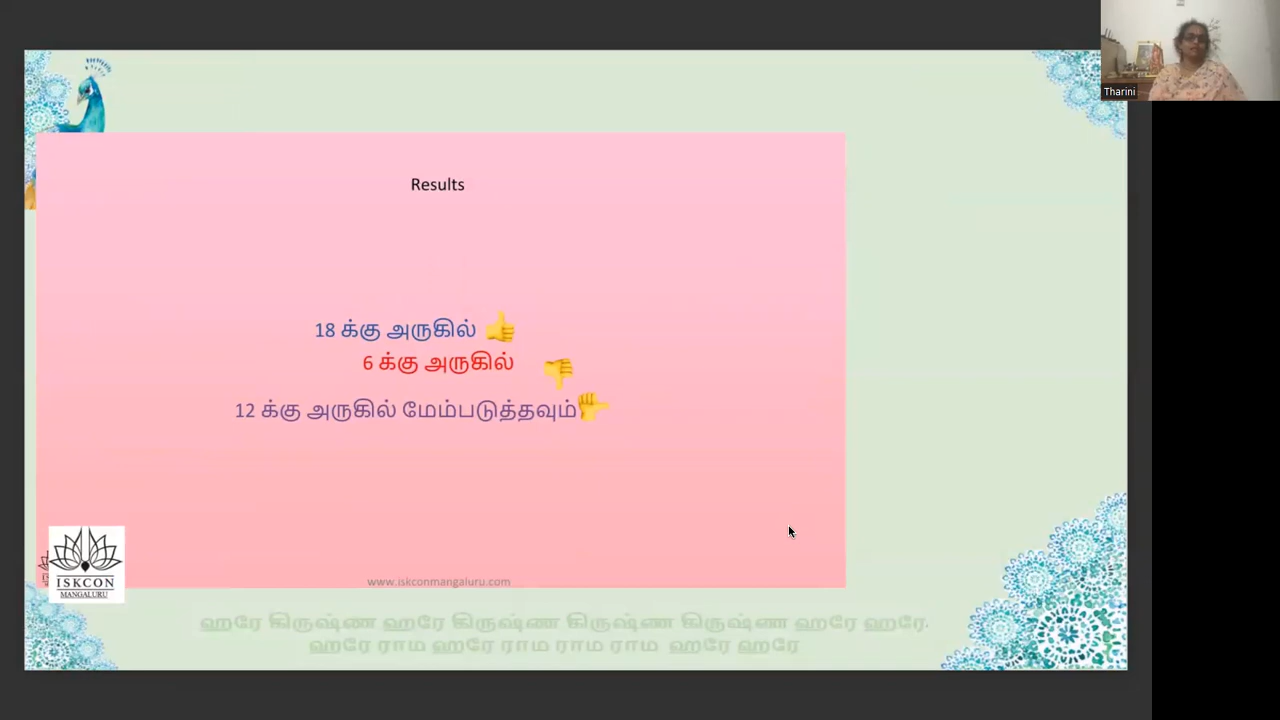 Tharini
Results
18 க்கு அருகில்
6 க்கு அருகில்
12 க்கு அருகில் மேம்படுத்தவும்
ISKCON
MANGALURU
www.iskconmangaluru.com
ஹரே கிருஷ்ண ஹரே கிருஷ்ண கிருஷ்ண கிருஷ்ண ஹரே ஹரே.
ஹரே ராம ஹரே ராம ராம ராம ஹரே ஹரே